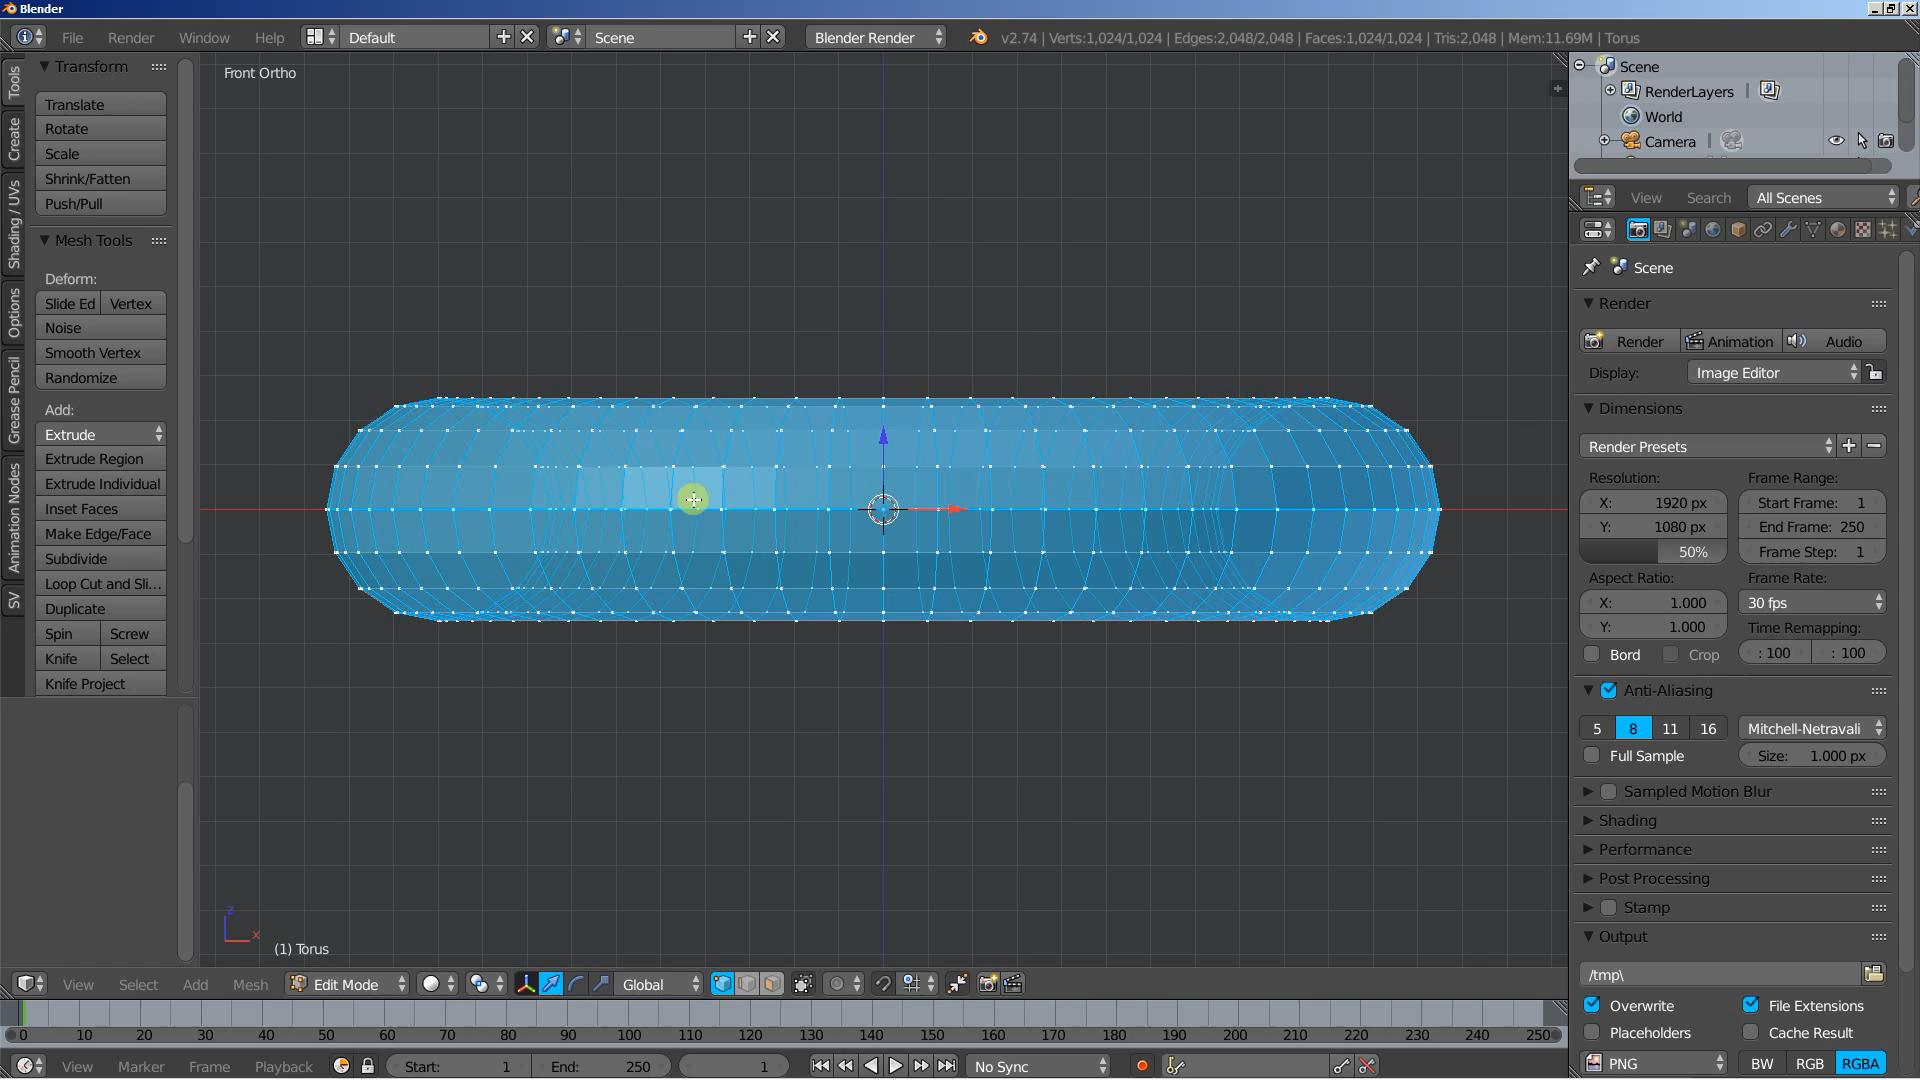 Blender
File Render Window Help Default Scene Blender Render v2.74 | Verts:1,024/1,024 | Edges:2,048/2,048 | Faces:1,024/1,024 | Tris:2,048 | Mem:11.69M | Torus
Tools
Create
Shading / UVs
Options
Grease Pencil
Animation Nodes
SV
Transform
Translate
Rotate
Scale
Shrink/Fatten
Push/Pull
Mesh Tools
Deform:
Slide Ed Vertex
Noise
Smooth Vertex
Randomize
Add:
Extrude
Extrude Region
Extrude Individual
Inset Faces
Make Edge/Face
Subdivide
Loop Cut and Sli...
Duplicate
Spin Screw
Knife Select
Knife Project
Front Ortho
z
x
(1) Torus
View Select Add Mesh Edit Mode Global
0 10 20 30 40 50 60 70 80 90 100 110 120 130 140 150 160 170 180 190 200 210 220 230 240 250
View Marker Frame Playback Start: 1 End: 250 1 No Sync
Scene
RenderLayers
World
Camera
View Search All Scenes
Scene
Render
Render Animation Audio
Display: Image Editor
Dimensions
Render Presets
Resolution: Frame Range:
X: 1920 px Start Frame: 1
Y: 1080 px End Frame: 250
50% Frame Step: 1
Aspect Ratio: Frame Rate:
X: 1.000 30 fps
Y: 1.000 Time Remapping:
Bord Crop : 100 : 100
Anti-Aliasing
5 8 11 16 Mitchell-Netravali
Full Sample Size: 1.000 px
Sampled Motion Blur
Shading
Performance
Post Processing
Stamp
Output
/tmp\
Overwrite File Extensions
Placeholders Cache Result
PNG BW RGB RGBA